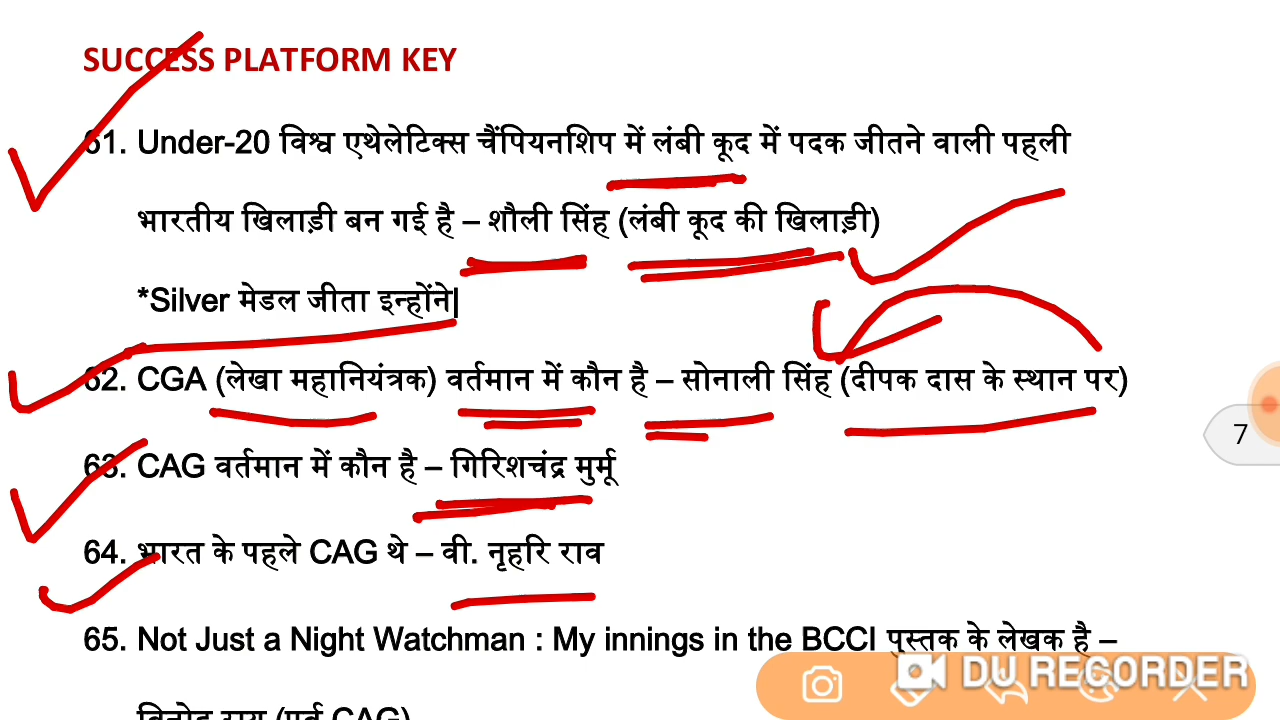 SUCCESS PLATFORM KEY
61. Under-20 विश्व एथेलेटिक्स चैंपियनशिप में लंबी कूद में पदक जीतने वाली पहली
भारतीय खिलाड़ी बन गई है – शौली सिंह (लंबी कूद की खिलाड़ी)
*Silver मेडल जीता इन्होंने|
62. CGA (लेखा महानियंत्रक) वर्तमान में कौन है – सोनाली सिंह (दीपक दास के स्थान पर)
63. CAG वर्तमान में कौन है – गिरिशचंद्र मुर्मू
7
64. भारत के पहले CAG थे – वी. नृहरि राव
65. Not Just a Night Watchman : My innings in the BCCI पुस्तक के लेखक है –
DU RECORDER
विनोद राय (पूर्व CAG)